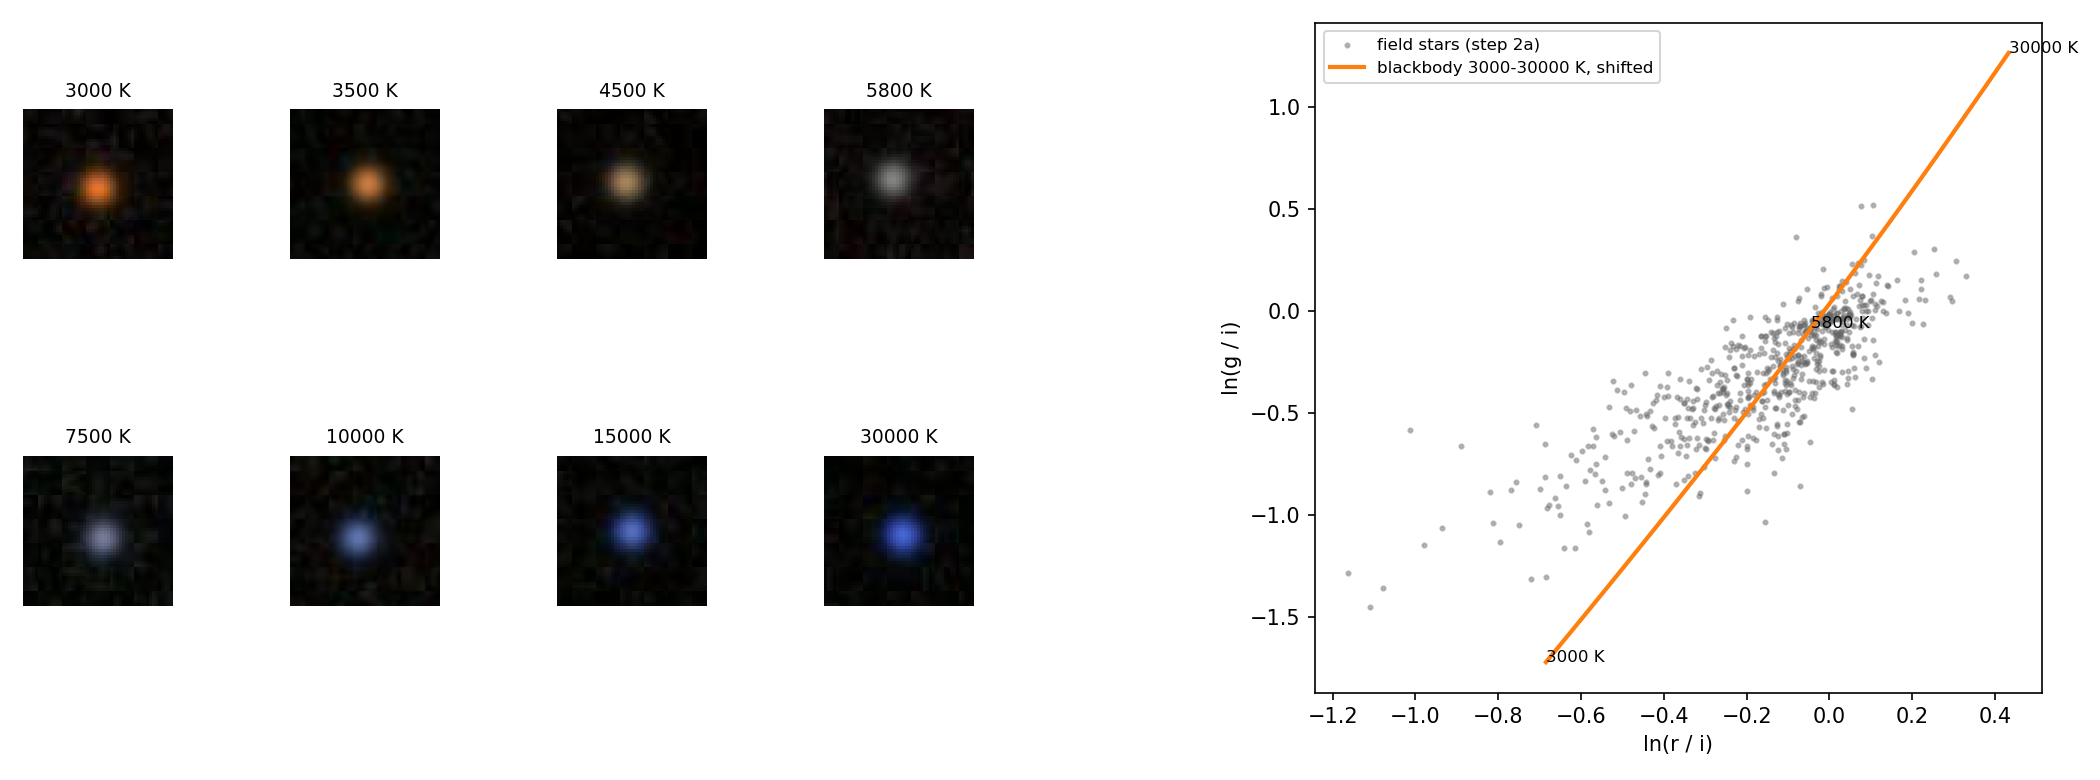 3000 K
3500 K
4500 K
5800 K
7500 K
10000 K
15000 K
30000 K
field stars (step 2a)
blackbody 3000-30000 K, shifted
30000 K
5800 K
3000 K
ln(g / i)
1.0
0.5
0.0
−0.5
−1.0
−1.5
−1.2 −1.0 −0.8 −0.6 −0.4 −0.2 0.0 0.2 0.4
ln(r / i)